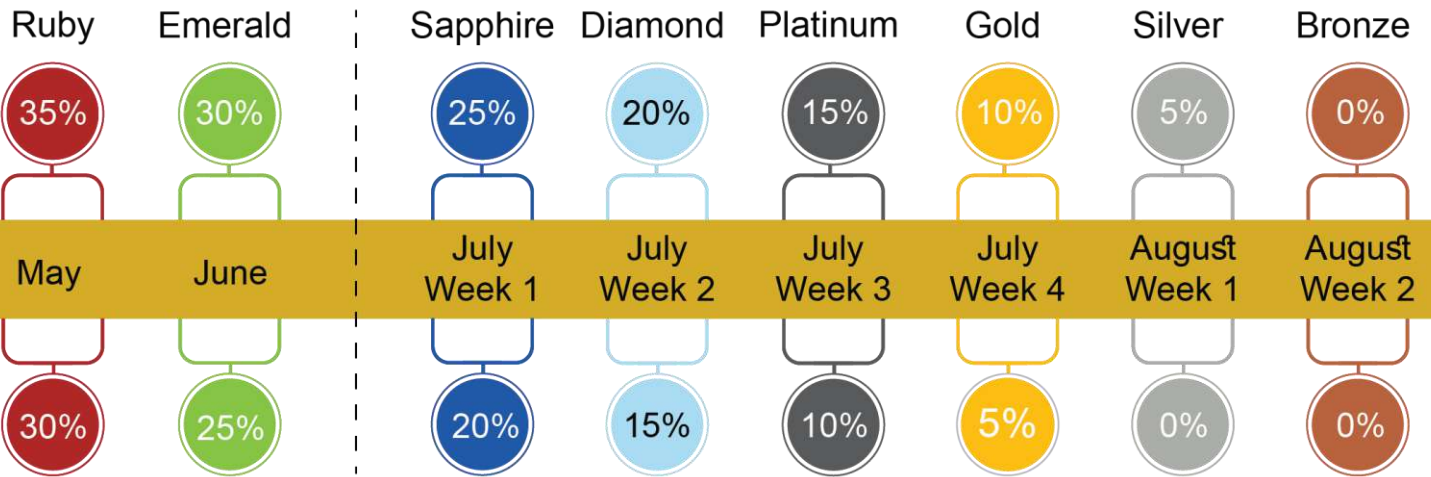 Ruby Emerald Sapphire Diamond Platinum Gold Silver Bronze
35% 30% 25% 20% 15% 10% 5% 0%
May June July Week 1 July Week 2 July Week 3 July Week 4 August Week 1 August Week 2
30% 25% 20% 15% 10% 5% 0% 0%